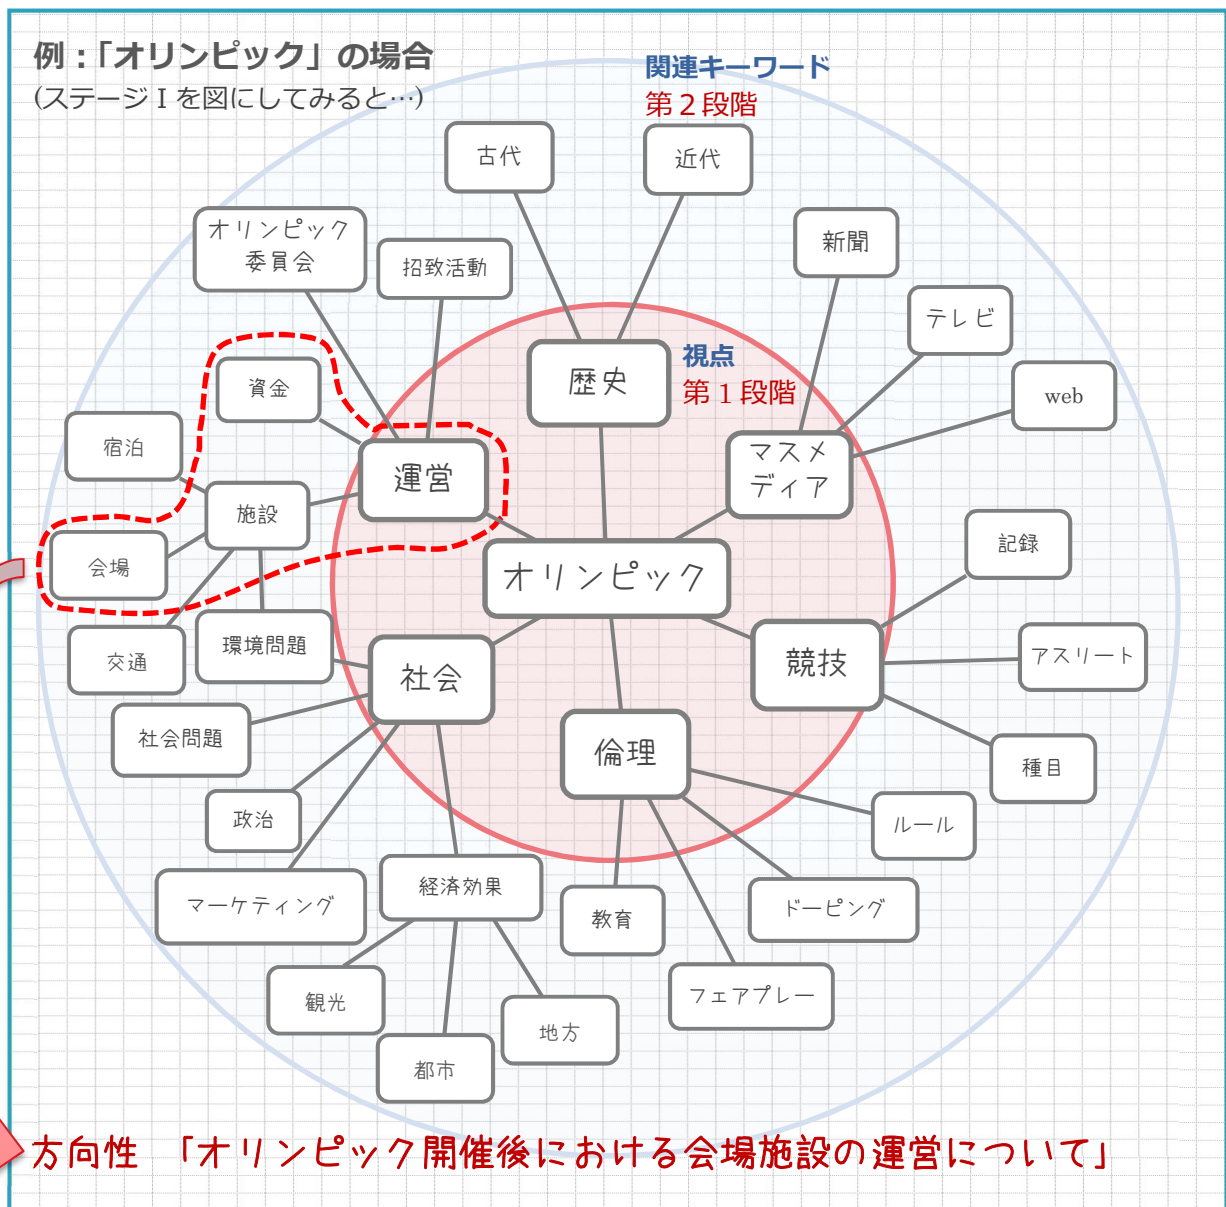 例：「オリンピック」の場合
(ステージⅠを図にしてみると…)
関連キーワード
第２段階
古代
近代
オリンピック
委員会
招致活動
新聞
テレビ
web
視点
第１段階
歴史
資金
宿泊
運営
マスメ
ディア
施設
会場
オリンピック
記録
交通
環境問題
社会
競技
アスリート
社会問題
倫理
種目
政治
ルール
マーケティング
経済効果
教育
ドーピング
観光
フェアプレー
地方
都市
方向性 「オリンピック開催後における会場施設の運営について」